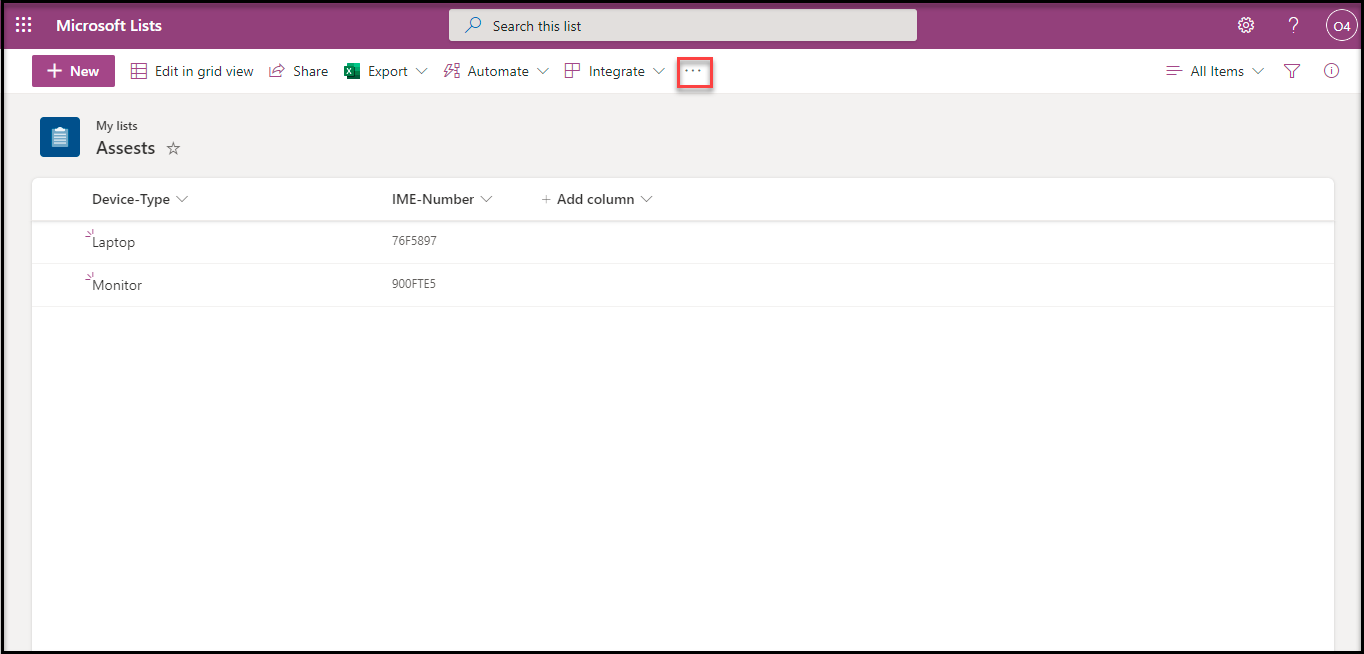 Microsoft Lists
Search this list
?
O4
+ New
Edit in grid view
Share
Export
Automate
Integrate
...
All Items
My lists
Assests
Device-Type
IME-Number
+ Add column
Laptop
76F5897
Monitor
900FTE5